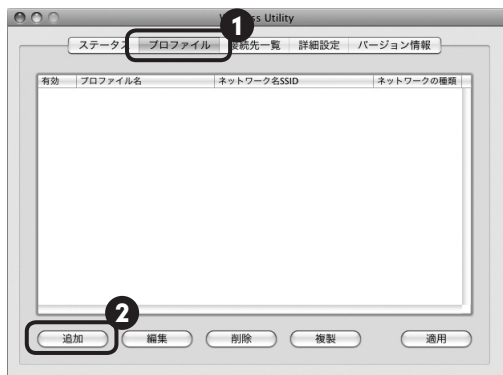 Utility
1
ステータス プロファイル 接続先一覧 詳細設定 バージョン情報
有効 プロファイル名 ネットワーク名SSID ネットワークの種類
2
追加 編集 削除 複製 適用